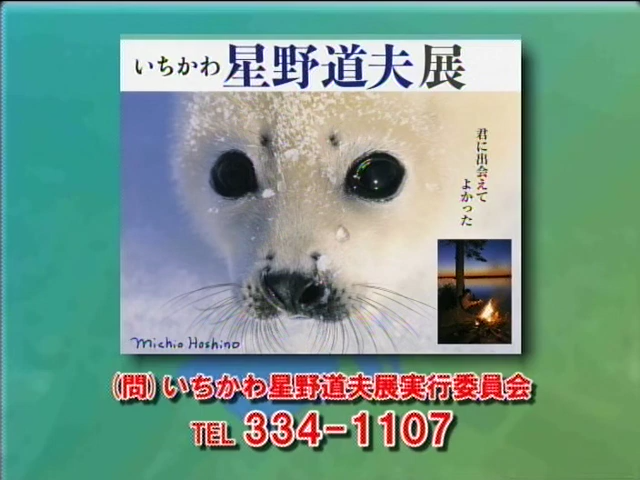 いちかわ 星野道夫展
君に出会えて
よかった
Michio Hoshino
(問)いちかわ星野道夫展実行委員会
TEL 334-1107